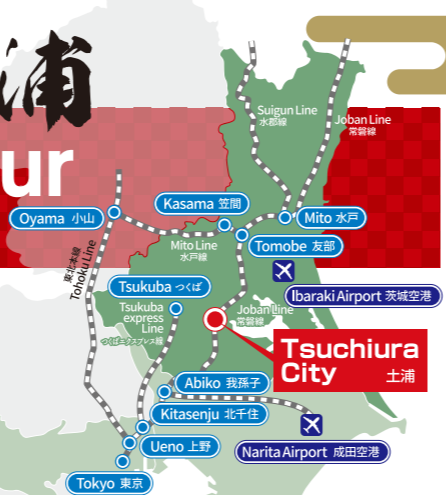 浦
ur
Suigun Line
水郡線
Joban Line
常磐線
Kasama 笠間
Oyama 小山
Mito 水戸
Mito Line
水戸線
Tomobe 友部
東北本線
Tohoku Line
Tsukuba つくば
Ibaraki Airport 茨城空港
Tsukuba
express
Line
つくばエクスプレス線
Joban Line
常磐線
Tsuchiura
City 土浦
Abiko 我孫子
Kitasenju 北千住
Ueno 上野
Narita Airport 成田空港
Tokyo 東京